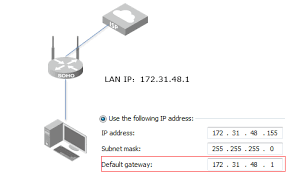 ISP
SOHO
LAN IP: 172.31.48.1
Use the following IP address:
IP address: 172 . 31 . 48 .155
Subnet mask: 255 .255 .255 . 0
Default gateway: 172 . 31 . 48 . 1